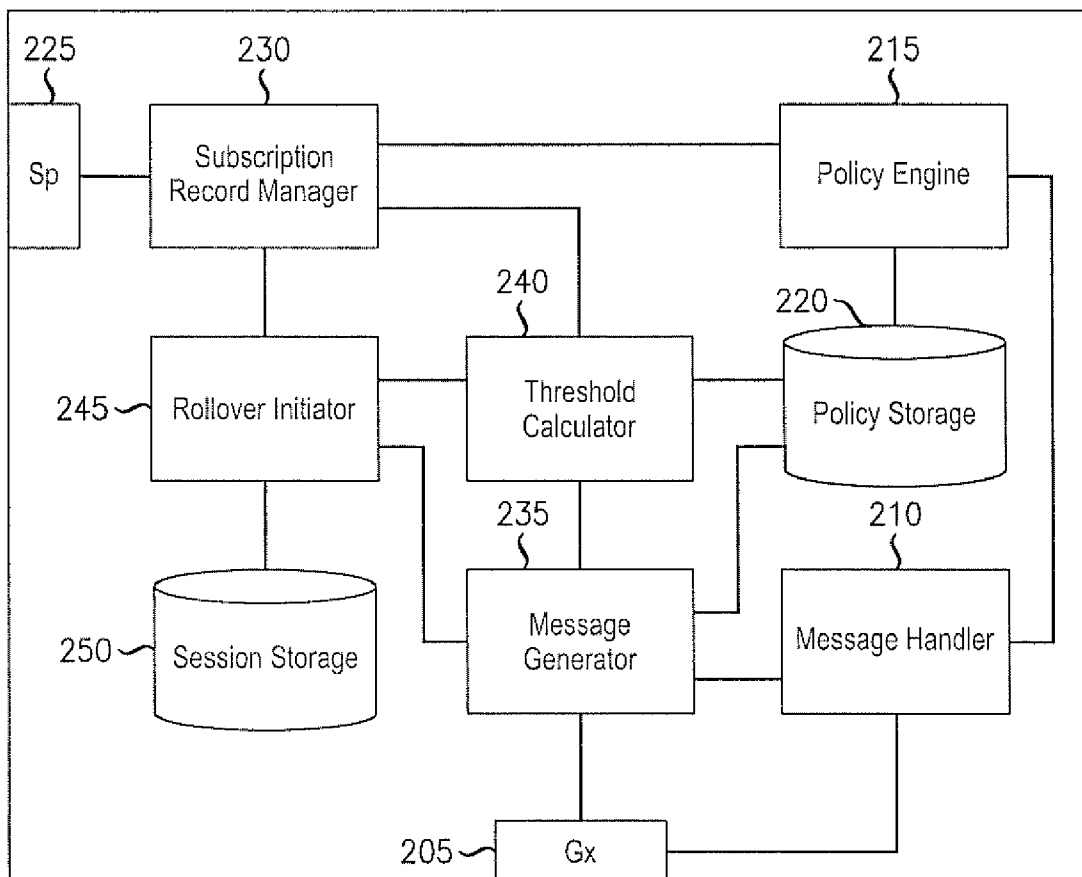 225
230
215
Sp
Subscription
Record Manager
Policy Engine
240
220
245
Rollover Initiator
Threshold
Calculator
Policy Storage
235
210
250
Session Storage
Message
Generator
Message Handler
205
Gx